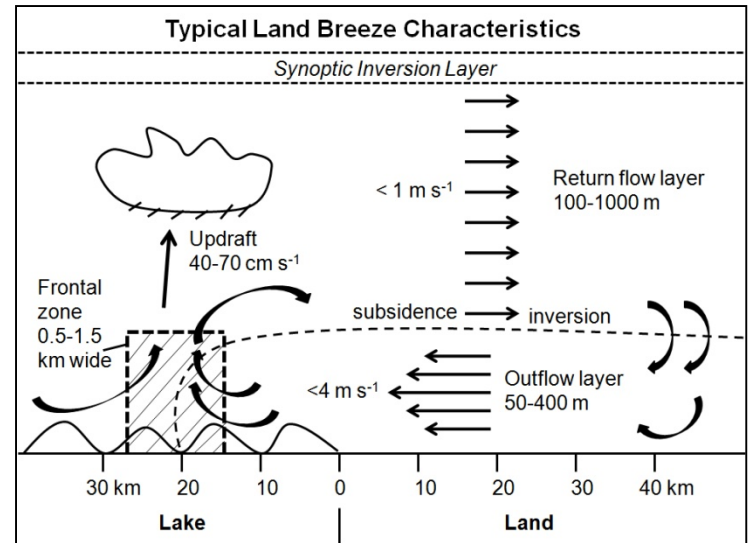 Typical Land Breeze Characteristics
Synoptic Inversion Layer
< 1 m s-1
Return flow layer
100-1000 m
Updraft
40-70 cm s-1
Frontal
zone
0.5-1.5
km wide
subsidence
inversion
<4 m s-1
Outflow layer
50-400 m
30 km 20 10 0 10 20 30 40 km
Lake Land